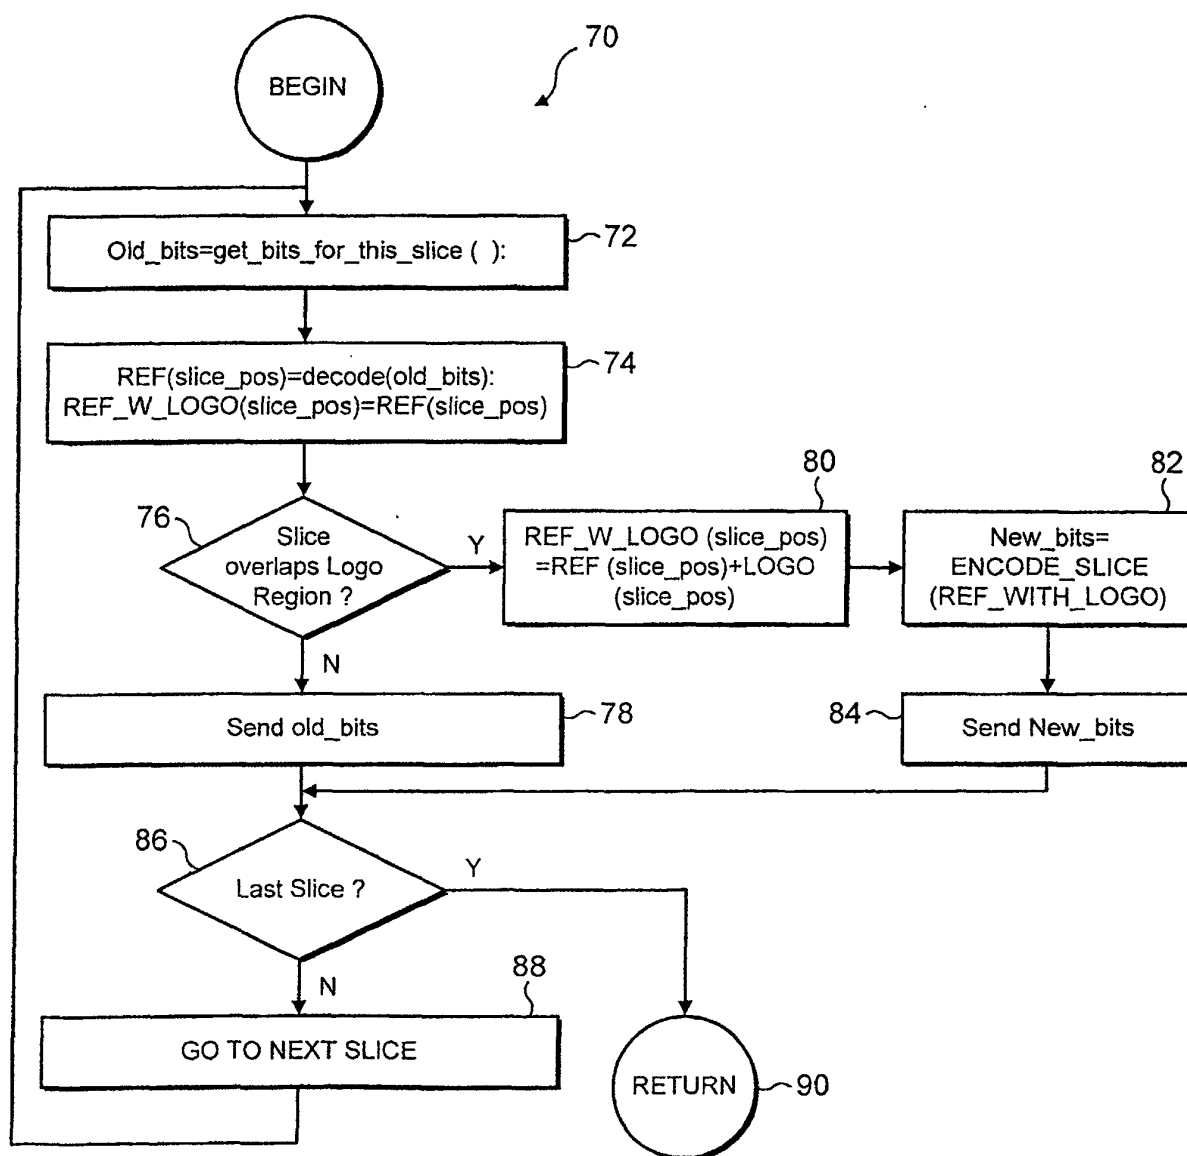 70
BEGIN
Old_bits=get_bits_for_this_slice ( ):
72
REF(slice_pos)=decode(old_bits):
REF_W_LOGO(slice_pos)=REF(slice_pos)
74
76
Slice
overlaps Logo
Region ?
Y
N
80
REF_W_LOGO (slice_pos)
=REF (slice_pos)+LOGO
(slice_pos)
82
New_bits=
ENCODE_SLICE
(REF_WITH_LOGO)
Send old_bits
78
84
Send New_bits
86
Last Slice ?
Y
N
88
GO TO NEXT SLICE
RETURN
90